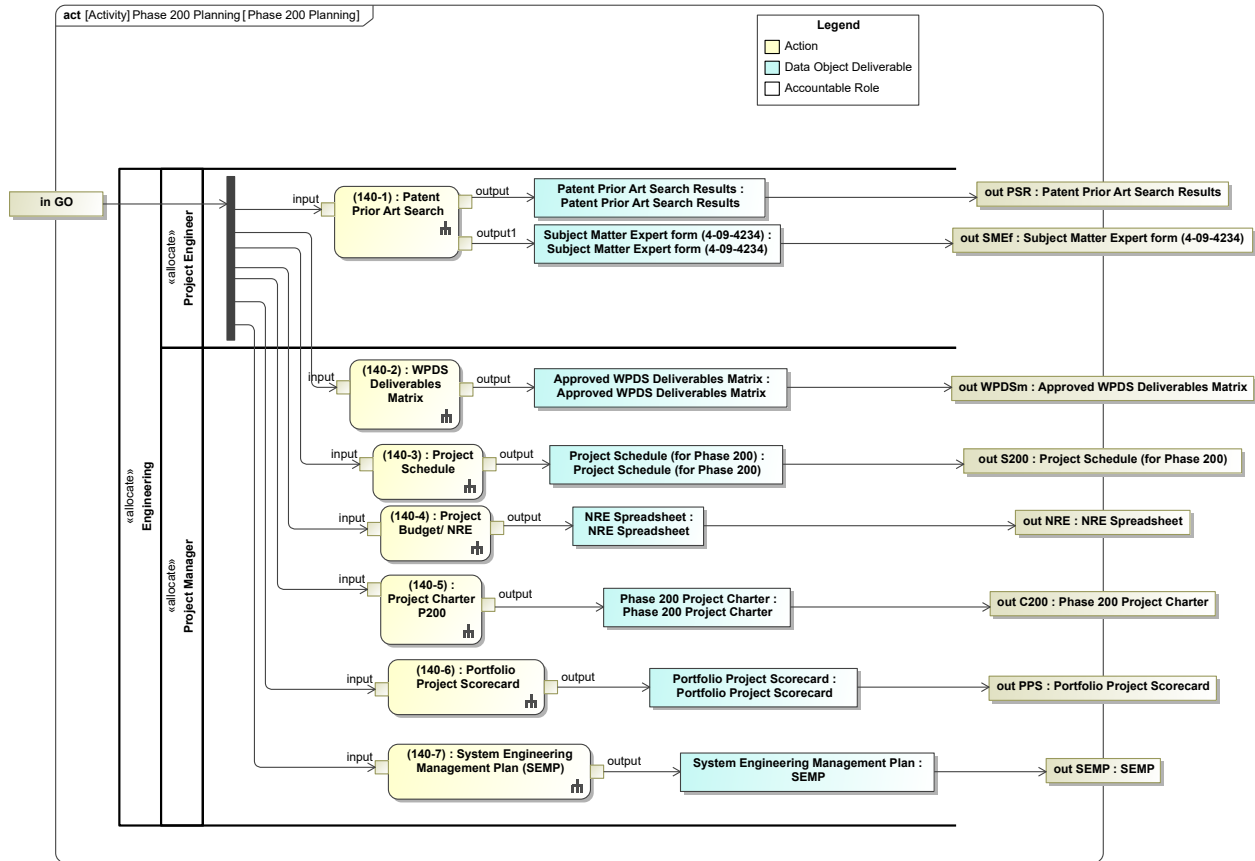 act [Activity] Phase 200 Planning [ Phase 200 Planning]
Legend
Action
Data Object Deliverable
Accountable Role
in GO
«allocate»
Engineering
«allocate»
Project Engineer
input
(140-1) : Patent
Prior Art Search
output
Patent Prior Art Search Results :
Patent Prior Art Search Results
out PSR : Patent Prior Art Search Results
output1
Subject Matter Expert form (4-09-4234) :
Subject Matter Expert form (4-09-4234)
out SMEf : Subject Matter Expert form (4-09-4234)
«allocate»
Project Manager
input
(140-2) : WPDS
Deliverables
Matrix
output
Approved WPDS Deliverables Matrix :
Approved WPDS Deliverables Matrix
out WPDSm : Approved WPDS Deliverables Matrix
input
(140-3) : Project
Schedule
output
Project Schedule (for Phase 200) :
Project Schedule (for Phase 200)
out S200 : Project Schedule (for Phase 200)
input
(140-4) : Project
Budget/ NRE
output
NRE Spreadsheet :
NRE Spreadsheet
out NRE : NRE Spreadsheet
input
(140-5) :
Project Charter
P200
output
Phase 200 Project Charter :
Phase 200 Project Charter
out C200 : Phase 200 Project Charter
input
(140-6) : Portfolio
Project Scorecard
output
Portfolio Project Scorecard :
Portfolio Project Scorecard
out PPS : Portfolio Project Scorecard
input
(140-7) : System Engineering
Management Plan (SEMP)
output
System Engineering Management Plan :
SEMP
out SEMP : SEMP